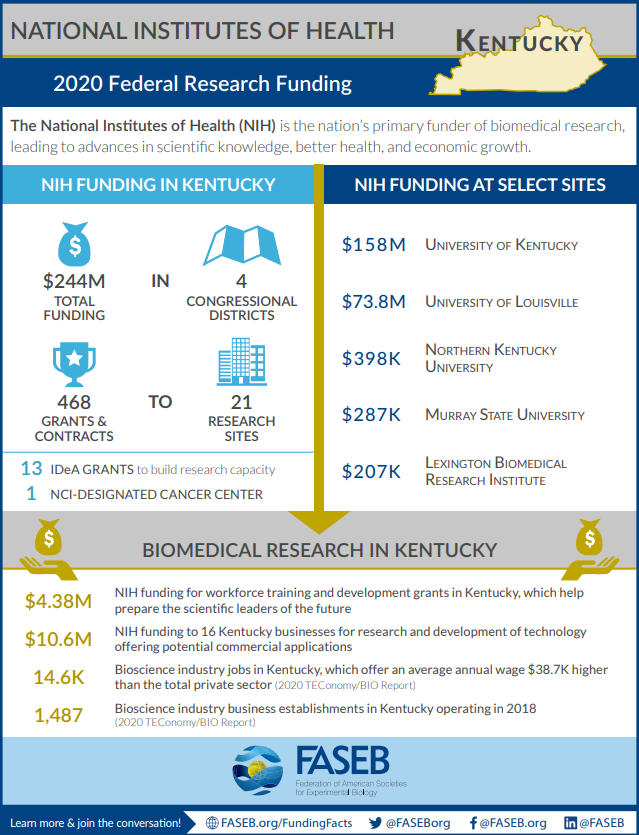 NATIONAL INSTITUTES OF HEALTH
KENTUCKY
2020 Federal Research Funding
The National Institutes of Health (NIH) is the nation's primary funder of biomedical research,
leading to advances in scientific knowledge, better health, and economic growth.
NIH FUNDING IN KENTUCKY
$244M
TOTAL
FUNDING
IN
4
CONGRESSIONAL
DISTRICTS
468
GRANTS &
CONTRACTS
TO
21
RESEARCH
SITES
13 IDeA GRANTS to build research capacity
1 NCI-DESIGNATED CANCER CENTER
NIH FUNDING AT SELECT SITES
$158M UNIVERSITY OF KENTUCKY
$73.8M UNIVERSITY OF LOUISVILLE
$398K NORTHERN KENTUCKY
UNIVERSITY
$287K MURRAY STATE UNIVERSITY
$207K LEXINGTON BIOMEDICAL
RESEARCH INSTITUTE
$ $
BIOMEDICAL RESEARCH IN KENTUCKY
$4.38M NIH funding for workforce training and development grants in Kentucky, which help
prepare the scientific leaders of the future
$10.6M NIH funding to 16 Kentucky businesses for research and development of technology
offering potential commercial applications
14.6K Bioscience industry jobs in Kentucky, which offer an average annual wage $38.7K higher
than the total private sector (2020 TEConomy/BIO Report)
1,487 Bioscience industry business establishments in Kentucky operating in 2018
(2020 TEConomy/BIO Report)
FASEB
Federation of American Societies
for Experimental Biology
Learn more & join the conversation! FASEB.org/FundingFacts @FASEBorg @FASEB.org @FASEB